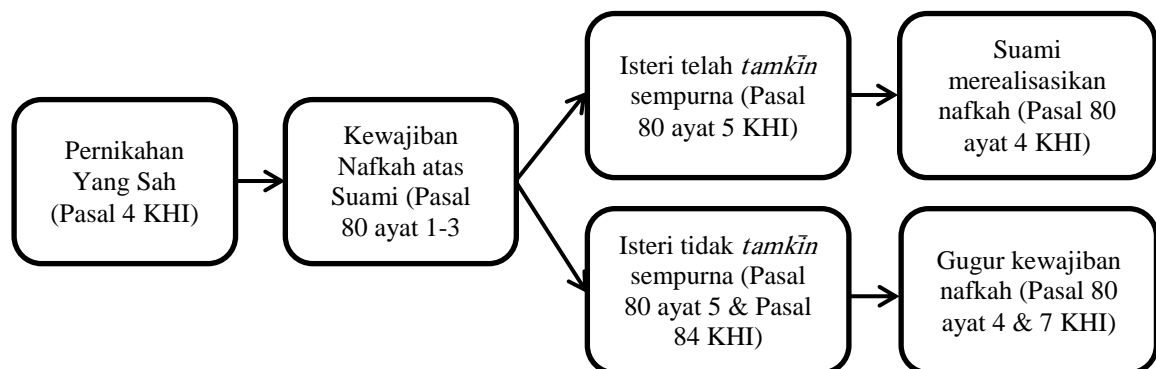 Pernikahan
Yang Sah
(Pasal 4 KHI)
Kewajiban
Nafkah atas
Suami (Pasal
80 ayat 1-3
Isteri telah tamkīn
sempurna (Pasal
80 ayat 5 KHI)
Suami
merealisasikan
nafkah (Pasal 80
ayat 4 KHI)
Isteri tidak tamkīn
sempurna (Pasal
80 ayat 5 & Pasal
84 KHI)
Gugur kewajiban
nafkah (Pasal 80
ayat 4 & 7 KHI)